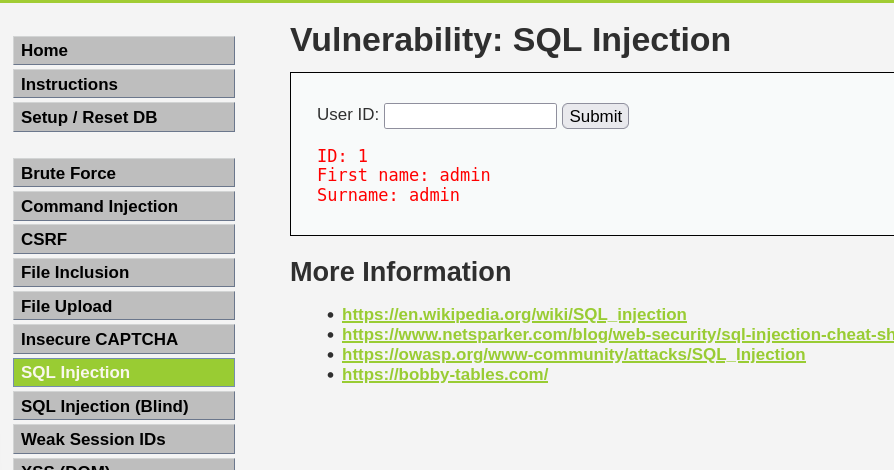 Home
Instructions
Setup / Reset DB
Brute Force
Command Injection
CSRF
File Inclusion
File Upload
Insecure CAPTCHA
SQL Injection
SQL Injection (Blind)
Weak Session IDs
XSS (DOM)
Vulnerability: SQL Injection
User ID: Submit
ID: 1
First name: admin
Surname: admin
More Information
https://en.wikipedia.org/wiki/SQL_injection
https://www.netsparker.com/blog/web-security/sql-injection-cheat-sh
https://owasp.org/www-community/attacks/SQL_Injection
https://bobby-tables.com/